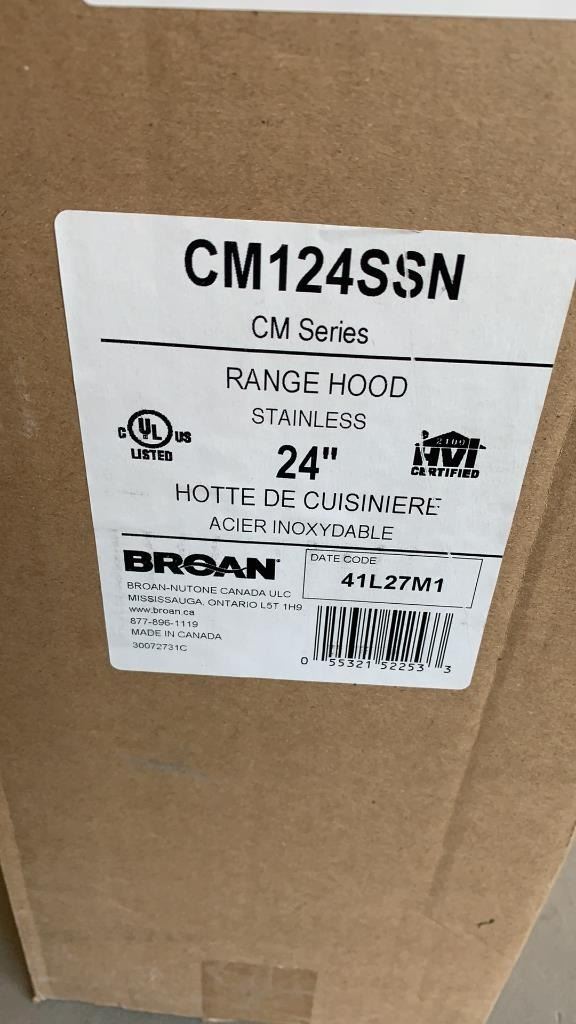 CM124SSN
CM Series
RANGE HOOD
STAINLESS
C UL US
LISTED
24"
2100
HVI
CERTIFIED
HOTTE DE CUISINIERE
ACIER INOXYDABLE
BROAN
BROAN-NUTONE CANADA ULC
MISSISSAUGA, ONTARIO L5T 1H9
www.broan.ca
877-896-1119
MADE IN CANADA
30072731C
DATE CODE
41L27M1
0 55321 52253 3